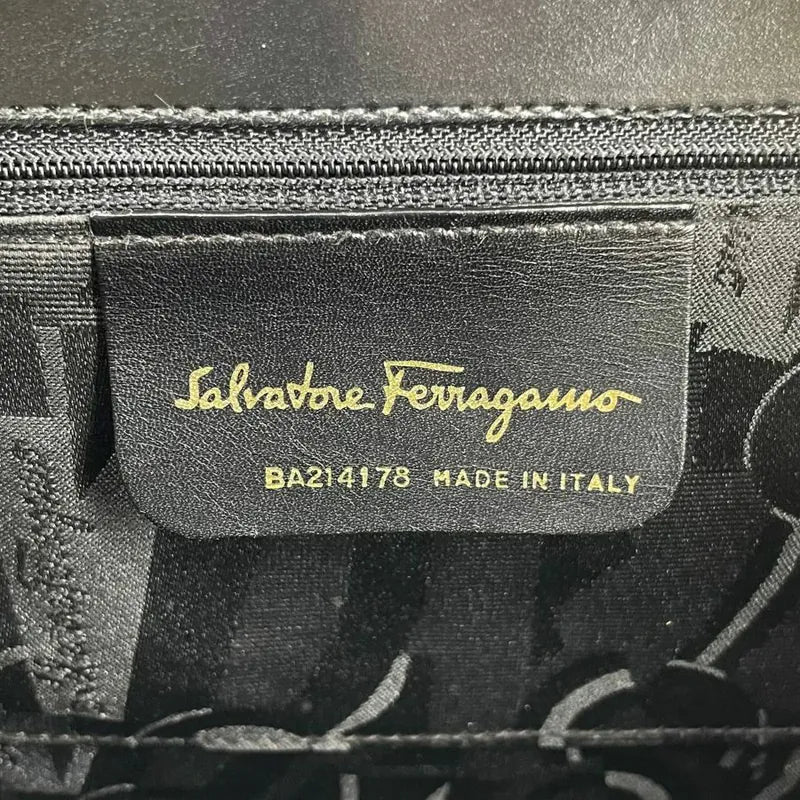 Salvatore Ferragamo
BA214178 MADE IN ITALY